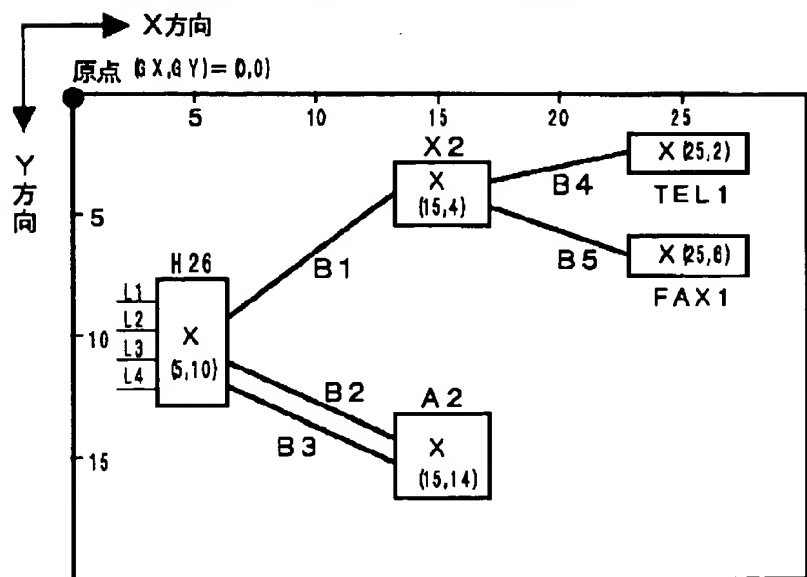 X方向
原点 (GX,GY)=(0,0)
5 10 15 20 25
Y方向
X2
X (25,2)
TEL1
B4
X
(15,4)
5
B5
X (25,6)
FAX1
H26
B1
L1
L2
L3
L4
10
X
(5,10)
B2
A2
B3
15
X
(15,14)